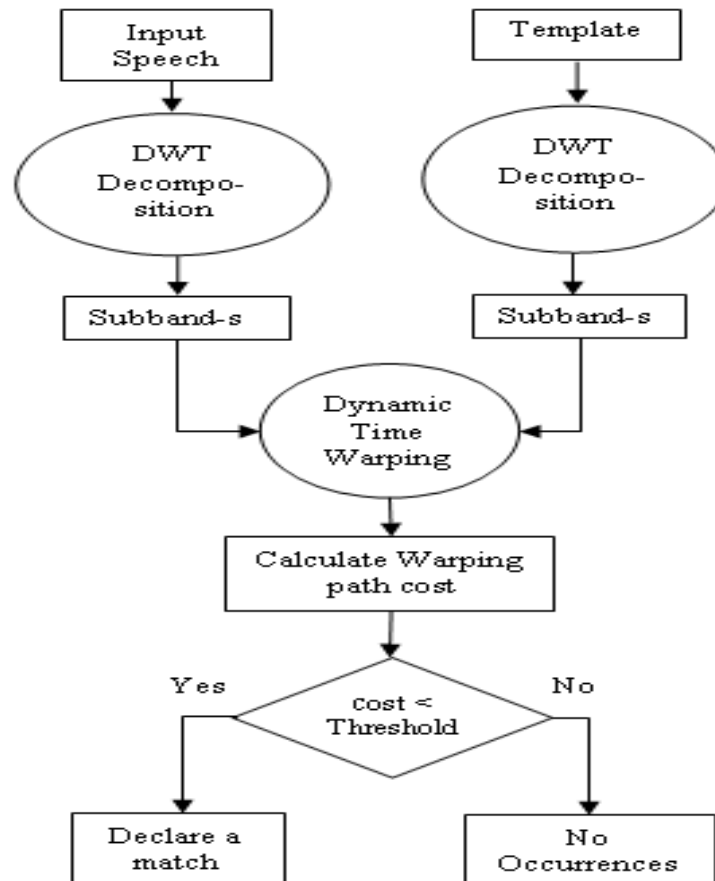 Input
Speech
Template
DWT
Decompo-
sition
DWT
Decompo-
sition
Subband-s
Subband-s
Dynamic
Time
Warping
Calculate Warping
path cost
Yes
No
cost <
Threshold
Declare a
match
No
Occurrences